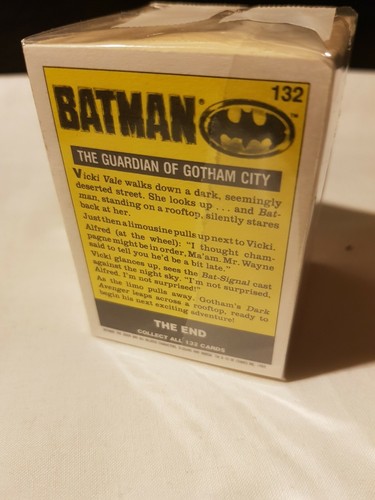 132
BATMAN®
TM
THE GUARDIAN OF GOTHAM CITY
Vicki Vale walks down a dark, seemingly
deserted street. She looks up . . . and Bat-
man, standing on a rooftop, silently stares
back at her.
Just then a limousine pulls up next to Vicki.
Alfred (at the wheel): "I thought cham-
pagne might be in order, Ma'am. Mr. Wayne
said to tell you he'd be a bit late."
Vicki glances up, sees the Bat-Signal cast
against the night sky. "I'm not surprised,
Alfred. I'm not surprised!"
As the limo pulls away. Gotham's Dark
Avenger leaps across a rooftop, ready to
begin his next exciting adventure!
THE END
COLLECT ALL 132 CARDS